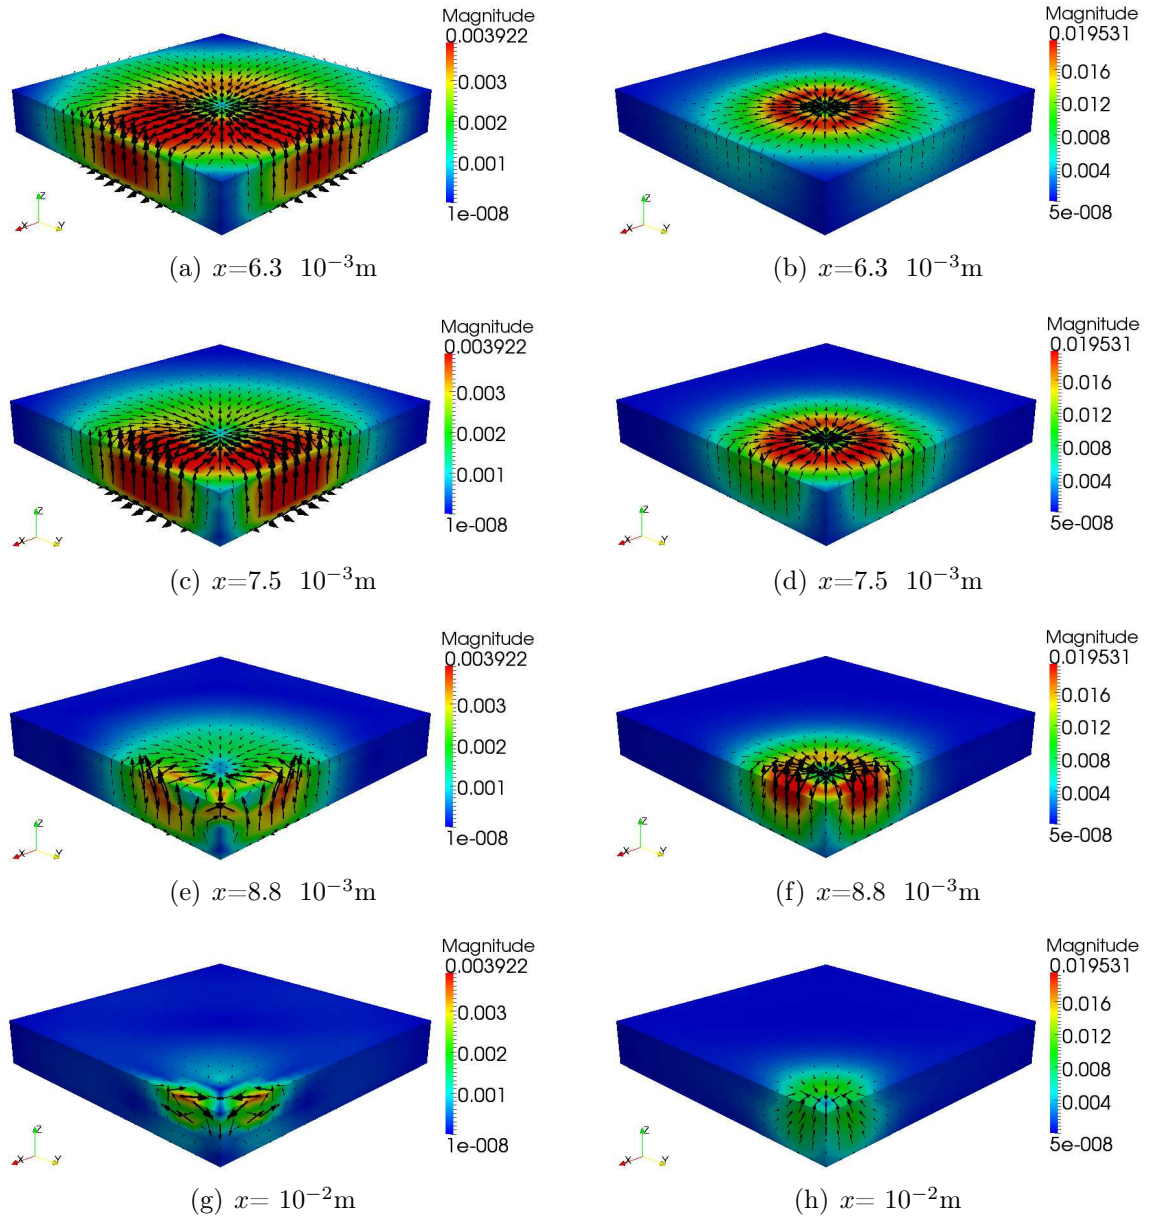 Magnitude
0.003922
0.003
0.002
0.001
1e-008
Z
X
Y
(a) x=6.3 10⁻³m
Magnitude
0.019531
0.016
0.012
0.008
0.004
5e-008
Z
X
Y
(b) x=6.3 10⁻³m
Magnitude
0.003922
0.003
0.002
0.001
1e-008
Z
X
Y
(c) x=7.5 10⁻³m
Magnitude
0.019531
0.016
0.012
0.008
0.004
5e-008
Z
X
Y
(d) x=7.5 10⁻³m
Magnitude
0.003922
0.003
0.002
0.001
1e-008
Z
X
Y
(e) x=8.8 10⁻³m
Magnitude
0.019531
0.016
0.012
0.008
0.004
5e-008
Z
X
Y
(f) x=8.8 10⁻³m
Magnitude
0.003922
0.003
0.002
0.001
1e-008
Z
X
Y
(g) x= 10⁻²m
Magnitude
0.019531
0.016
0.012
0.008
0.004
5e-008
Z
X
Y
(h) x= 10⁻²m